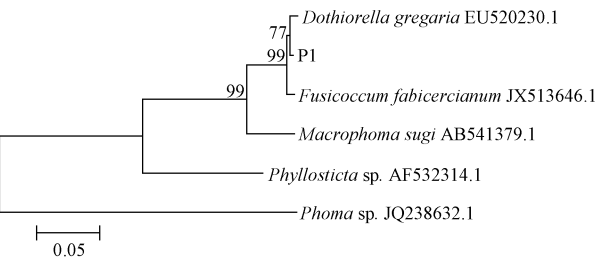 Dothiorella gregaria EU520230.1
77
99 P1
99
Fusicoccum fabicercianum JX513646.1
Macrophoma sugi AB541379.1
Phyllosticta sp. AF532314.1
Phoma sp. JQ238632.1
0.05